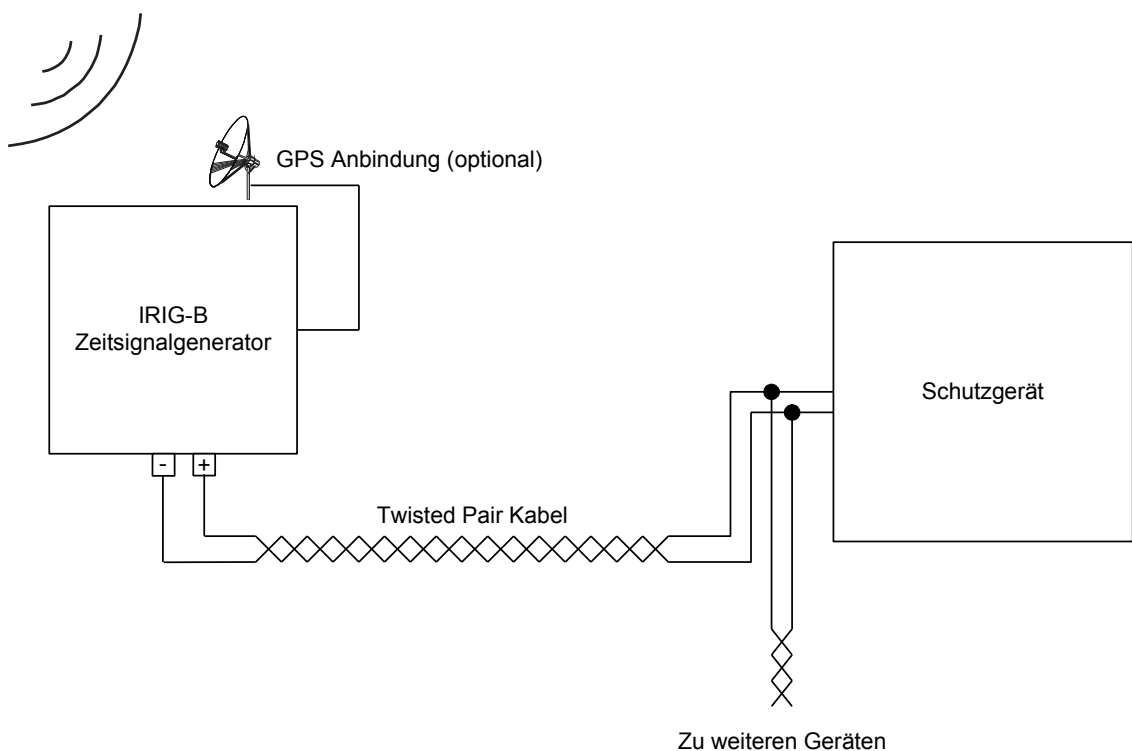 GPS Anbindung (optional)
IRIG-B
Zeitsignalgenerator
Schutzgerät
- +
Twisted Pair Kabel
Zu weiteren Geräten